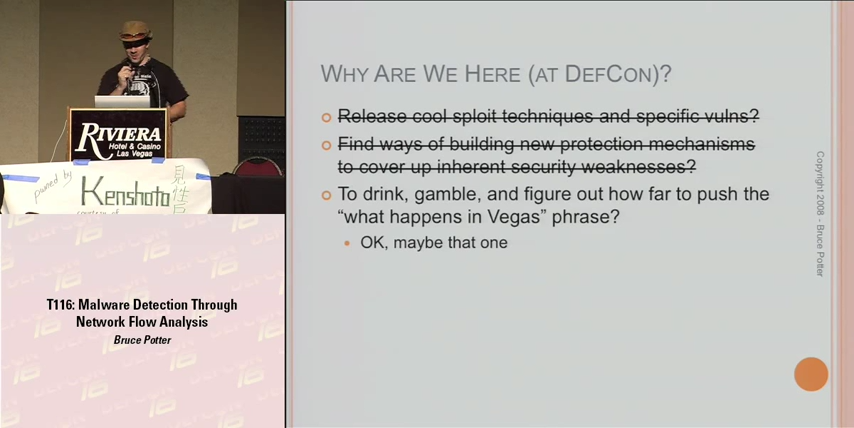 RIVIERA
Hotel & Casino
Las Vegas
owned by
Kenshoto
見性
T116: Malware Detection Through
Network Flow Analysis
Bruce Potter
WHY ARE WE HERE (AT DEFCON)?
Release cool sploit techniques and specific vulns?
Find ways of building new protection mechanisms
to cover up inherent security weaknesses?
To drink, gamble, and figure out how far to push the
“what happens in Vegas” phrase?
OK, maybe that one
Copyright 2008 - Bruce Potter